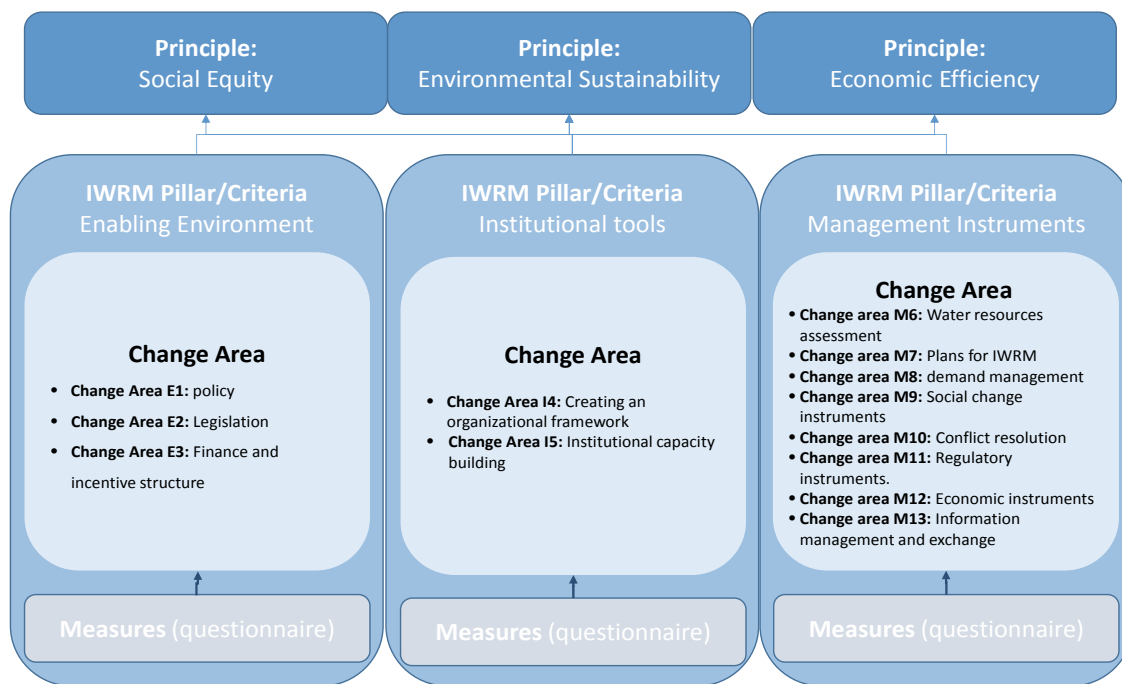 Principle:
Social Equity
Principle:
Environmental Sustainability
Principle:
Economic Efficiency
IWRM Pillar/Criteria
Enabling Environment
Change Area
• Change Area E1: policy
• Change Area E2: Legislation
• Change Area E3: Finance and
incentive structure
Measures (questionnaire)
IWRM Pillar/Criteria
Institutional tools
Change Area
• Change Area I4: Creating an
organizational framework
• Change Area I5: Institutional capacity
building
Measures (questionnaire)
IWRM Pillar/Criteria
Management Instruments
Change Area
• Change area M6: Water resources
assessment
• Change area M7: Plans for IWRM
• Change area M8: demand management
• Change area M9: Social change
instruments
• Change area M10: Conflict resolution
• Change area M11: Regulatory
instruments.
• Change area M12: Economic instruments
• Change area M13: Information
management and exchange
Measures (questionnaire)